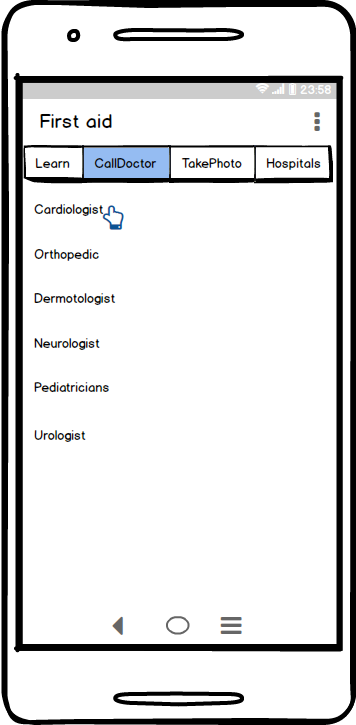 23:58
First aid
Learn CallDoctor TakePhoto Hospitals
Cardiologist
Orthopedic
Dermotologist
Neurologist
Pediatricians
Urologist